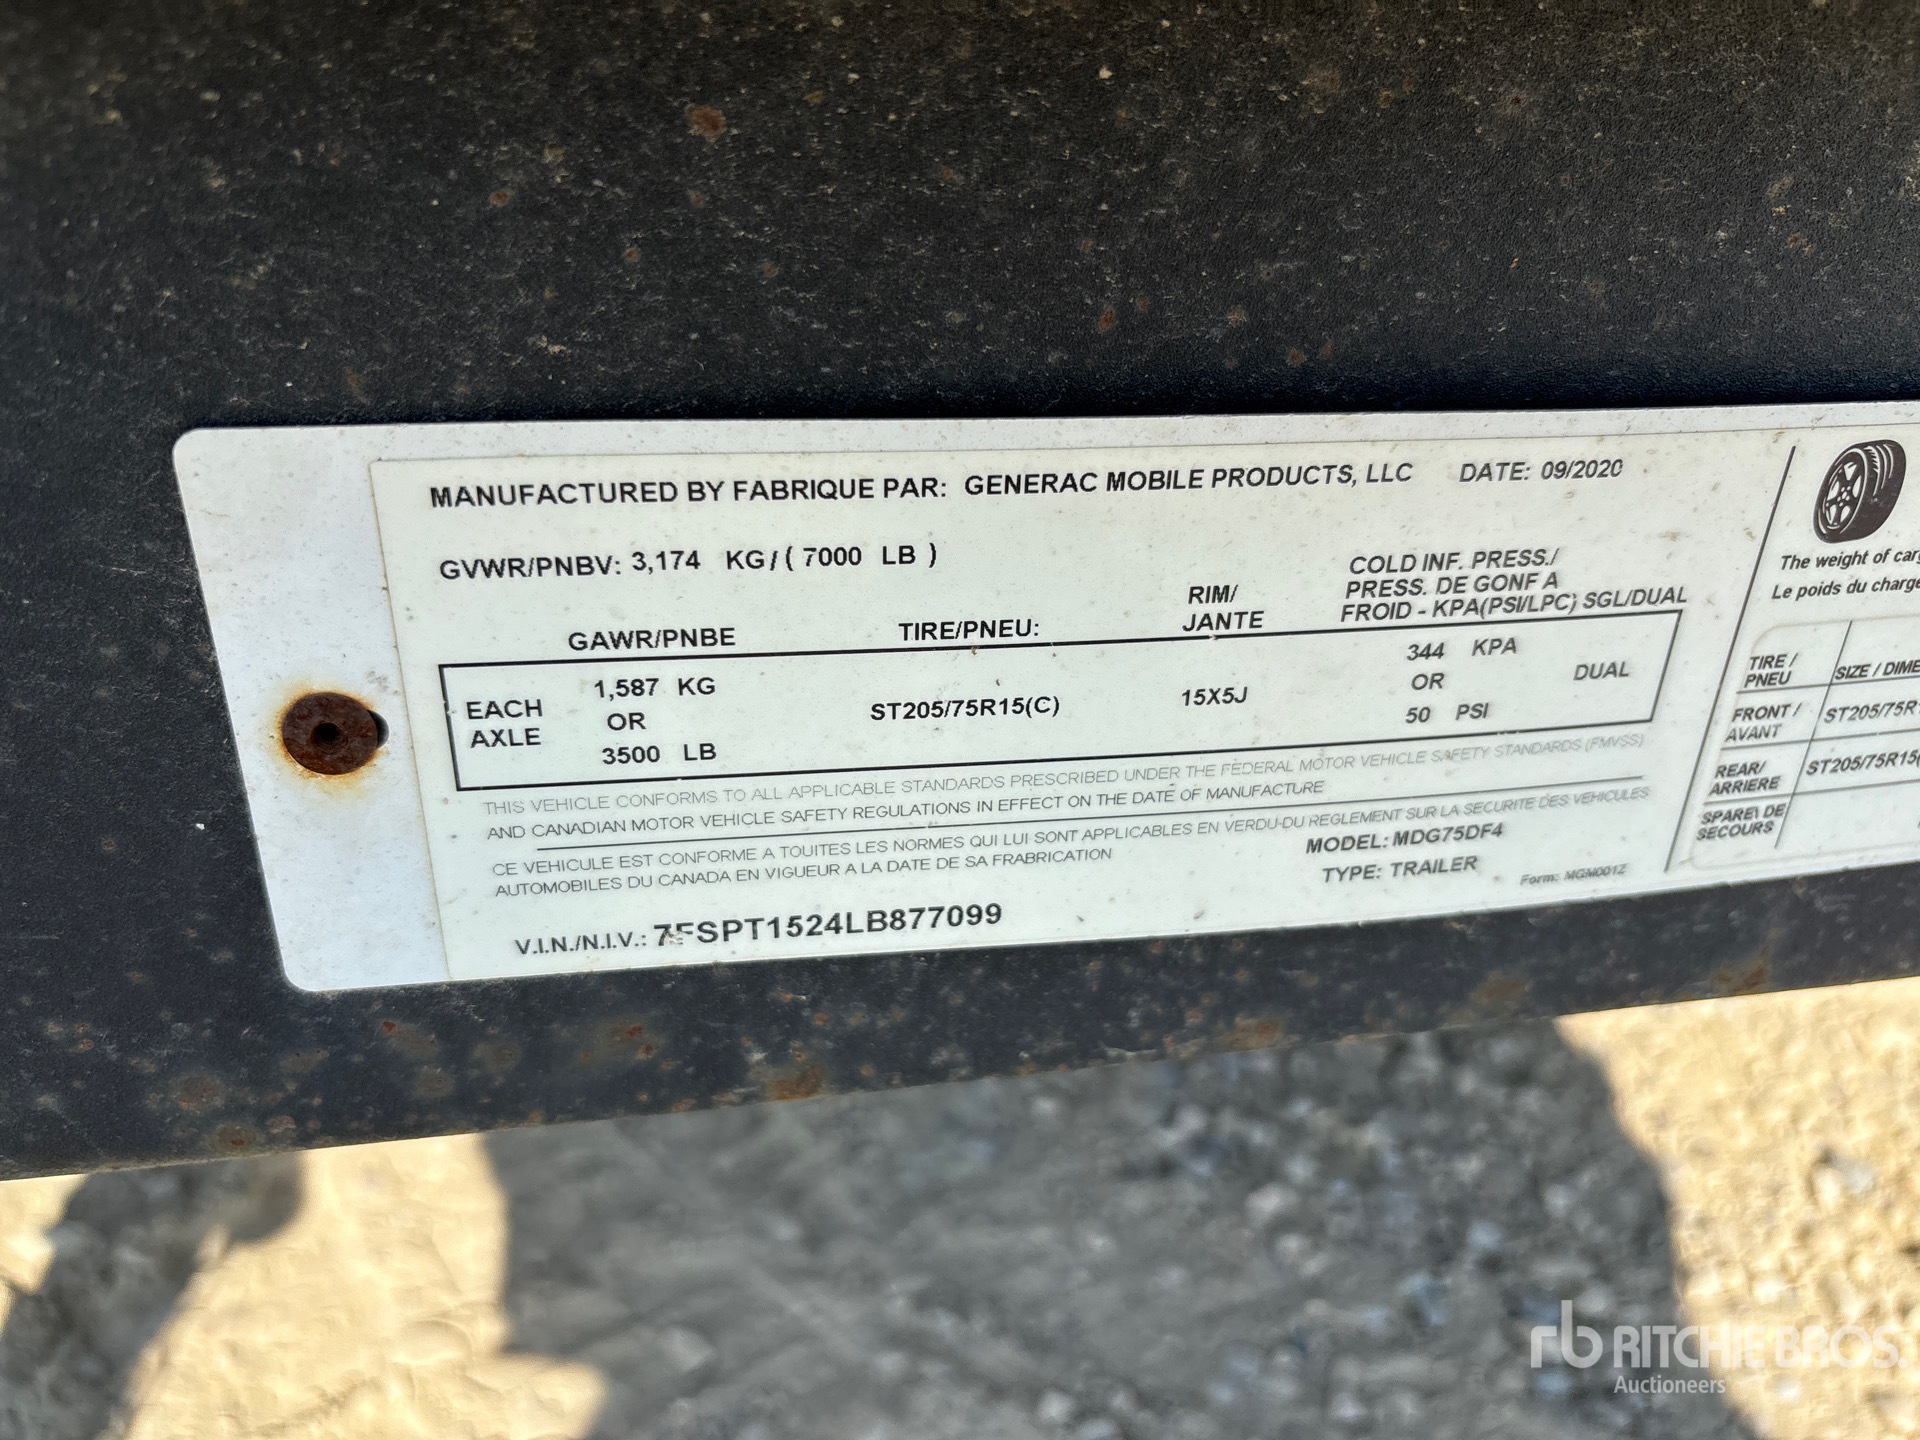 MANUFACTURED BY FABRIQUE PAR: GENERAC MOBILE PRODUCTS, LLC DATE: 09/2020
GVWR/PNBV: 3,174 KG / ( 7000 LB )
GAWR/PNBE
TIRE/PNEU:
RIM/
JANTE
COLD INF. PRESS./
PRESS. DE GONF A
FROID - KPA(PSI/LPC) SGL/DUAL
EACH
AXLE
1,587 KG
OR
3500 LB
ST205/75R15(C)
15X5J
344 KPA
OR
50 PSI
DUAL
THIS VEHICLE CONFORMS TO ALL APPLICABLE STANDARDS PRESCRIBED UNDER THE FEDERAL MOTOR VEHICLE SAFETY STANDARDS (FMVSS)
AND CANADIAN MOTOR VEHICLE SAFETY REGULATIONS IN EFFECT ON THE DATE OF MANUFACTURE
CE VEHICULE EST CONFORME A TOUITES LES NORMES QUI LUI SONT APPLICABLES EN VERDU-DU REGLEMENT SUR LA SECURITE DES VEHICULES
AUTOMOBILES DU CANADA EN VIGUEUR A LA DATE DE SA FRABRICATION
MODEL: MDG75DF4
TYPE: TRAILER
Form: MGM001Z
V.I.N./N.I.V.: 7FSPT1524LB877099
The weight of
Le poids du
TIRE /
PNEU
SIZE /
FRONT /
AVANT
REAR/
ARRIERE
ST205/75R15
SPARE\ DE
SECOURS
rb RITCHIE BROS.
Auctioneers